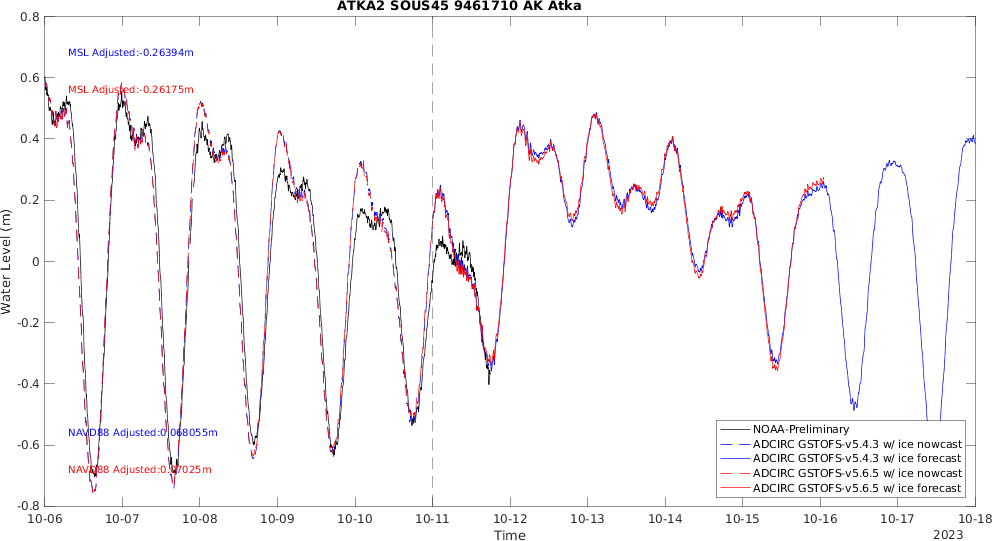 ATKA2 SOUS45 9461710 AK Atka
0.8
MSL Adjusted:-0.26394m
0.6
MSL Adjusted:-0.26175m
0.4
0.2
0
Water Level (m)
-0.2
-0.4
NOAA-Preliminary
NAVD88 Adjusted:0.068055m
-0.6
ADCIRC GSTOFS-v5.4.3 w/ ice nowcast
ADCIRC GSTOFS-v5.4.3 w/ ice forecast
NAVD88 Adjusted:0.07025m
ADCIRC GSTOFS-v5.6.5 w/ ice nowcast
ADCIRC GSTOFS-v5.6.5 w/ ice forecast
-0.8
10-06 10-07 10-08 10-09 10-10 10-11 10-12 10-13 10-14 10-15 10-16 10-17 10-18
Time
2023